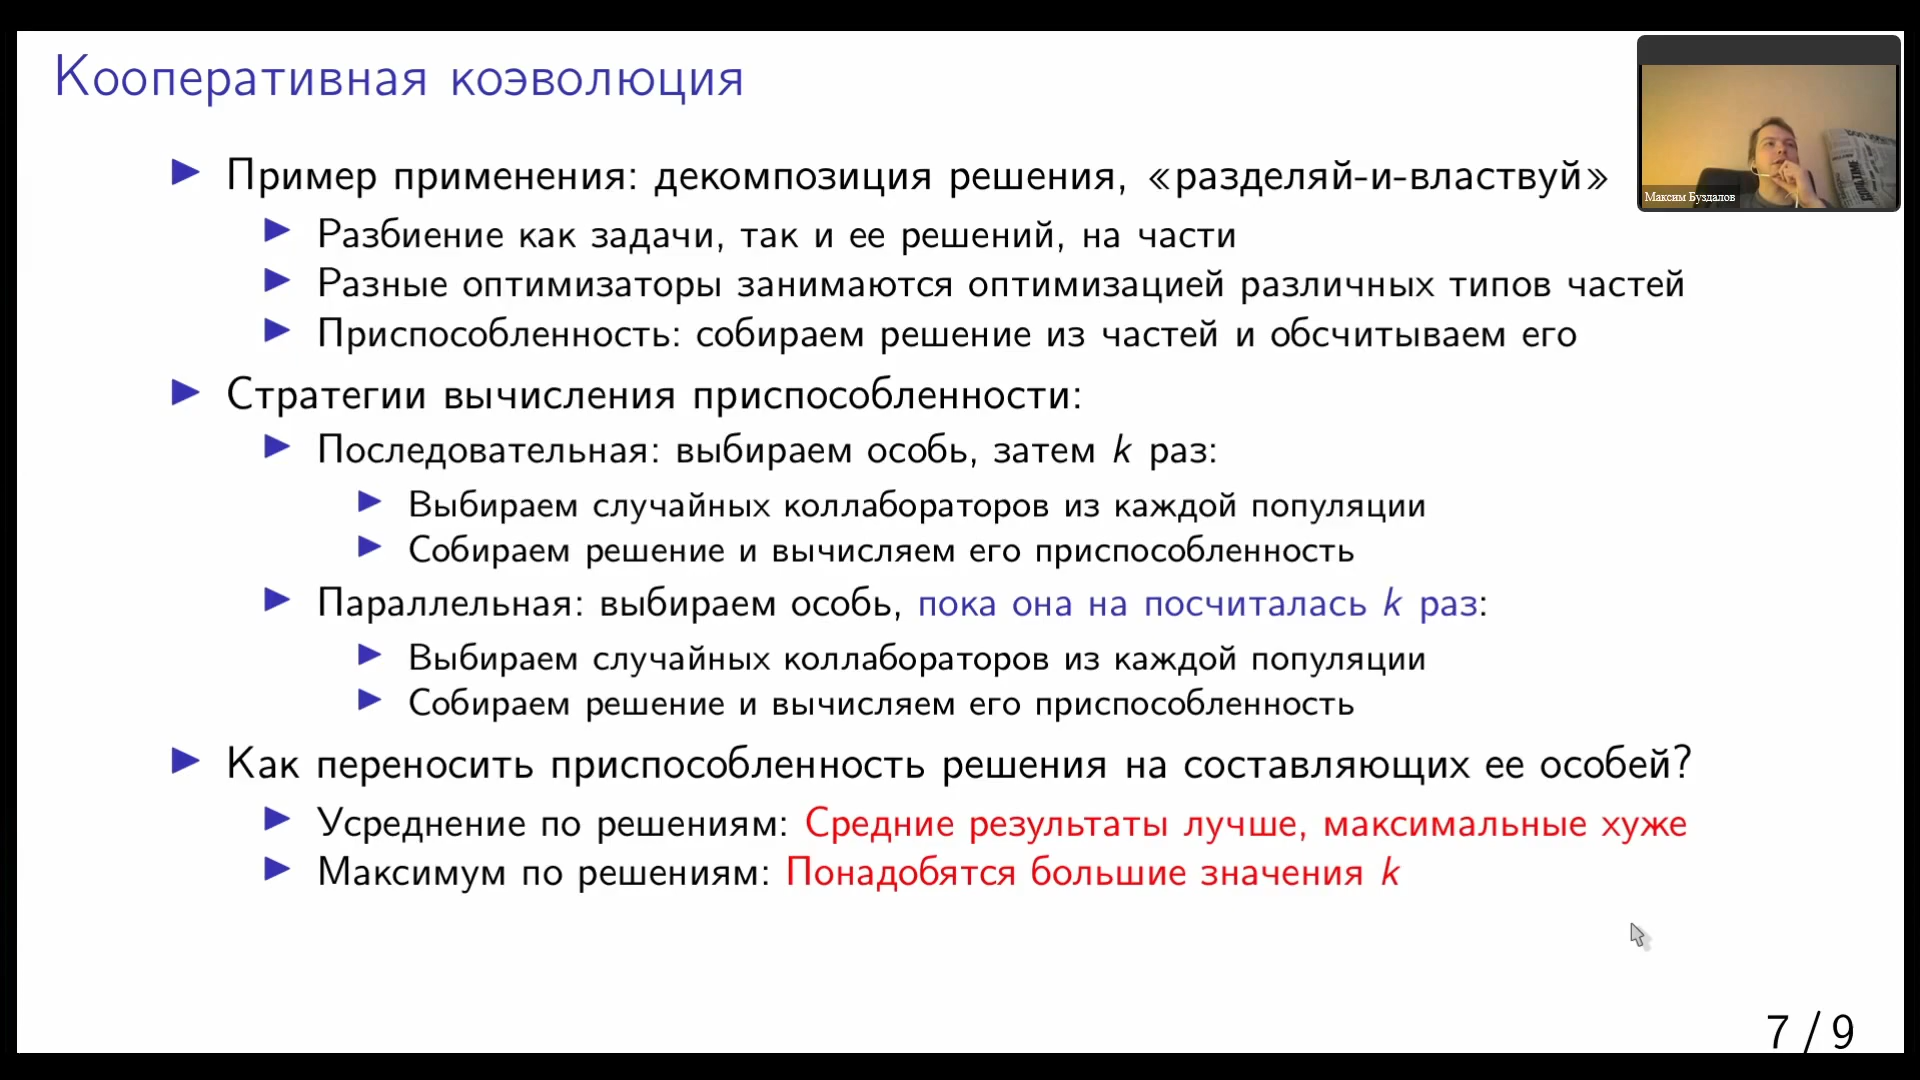 Кооперативная коэволюция
Пример применения: декомпозиция решения, «разделяй-и-властвуй»
Разбиение как задачи, так и ее решений, на части
Разные оптимизаторы занимаются оптимизацией различных типов частей
Приспособленность: собираем решение из частей и обсчитываем его
Стратегии вычисления приспособленности:
Последовательная: выбираем особь, затем k раз:
Выбираем случайных коллабораторов из каждой популяции
Собираем решение и вычисляем его приспособленность
Параллельная: выбираем особь, пока она на посчиталась k раз:
Выбираем случайных коллабораторов из каждой популяции
Собираем решение и вычисляем его приспособленность
Как переносить приспособленность решения на составляющих ее особей?
Усреднение по решениям: Средние результаты лучше, максимальные хуже
Максимум по решениям: Понадобятся большие значения k
7 / 9
Максим Буздалов